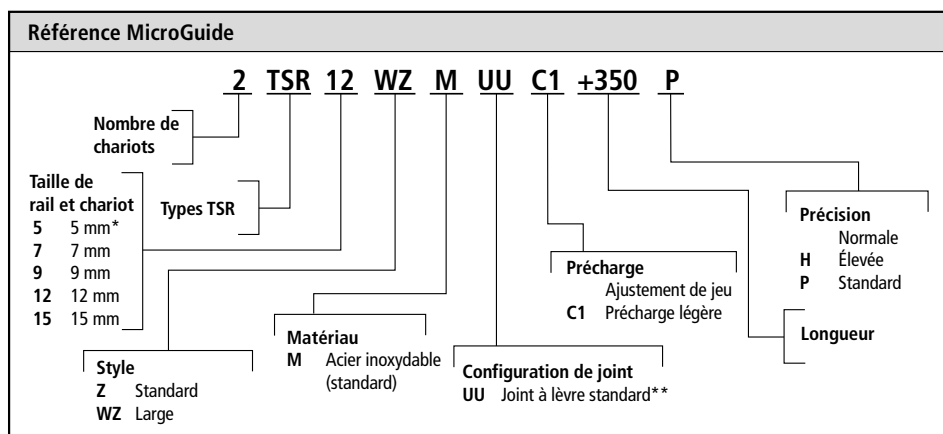 Référence MicroGuide
2 TSR 12 WZ M UU C1 +350 P
Nombre de
chariots
Taille de
rail et chariot
5 5 mm*
7 7 mm
9 9 mm
12 12 mm
15 15 mm
Types TSR
Style
Z Standard
WZ Large
Matériau
M Acier inoxydable
(standard)
Configuration de joint
UU Joint à lèvre standard**
Précharge
Ajustement de jeu
C1 Précharge légère
Précision
Normale
H Élevée
P Standard
Longueur